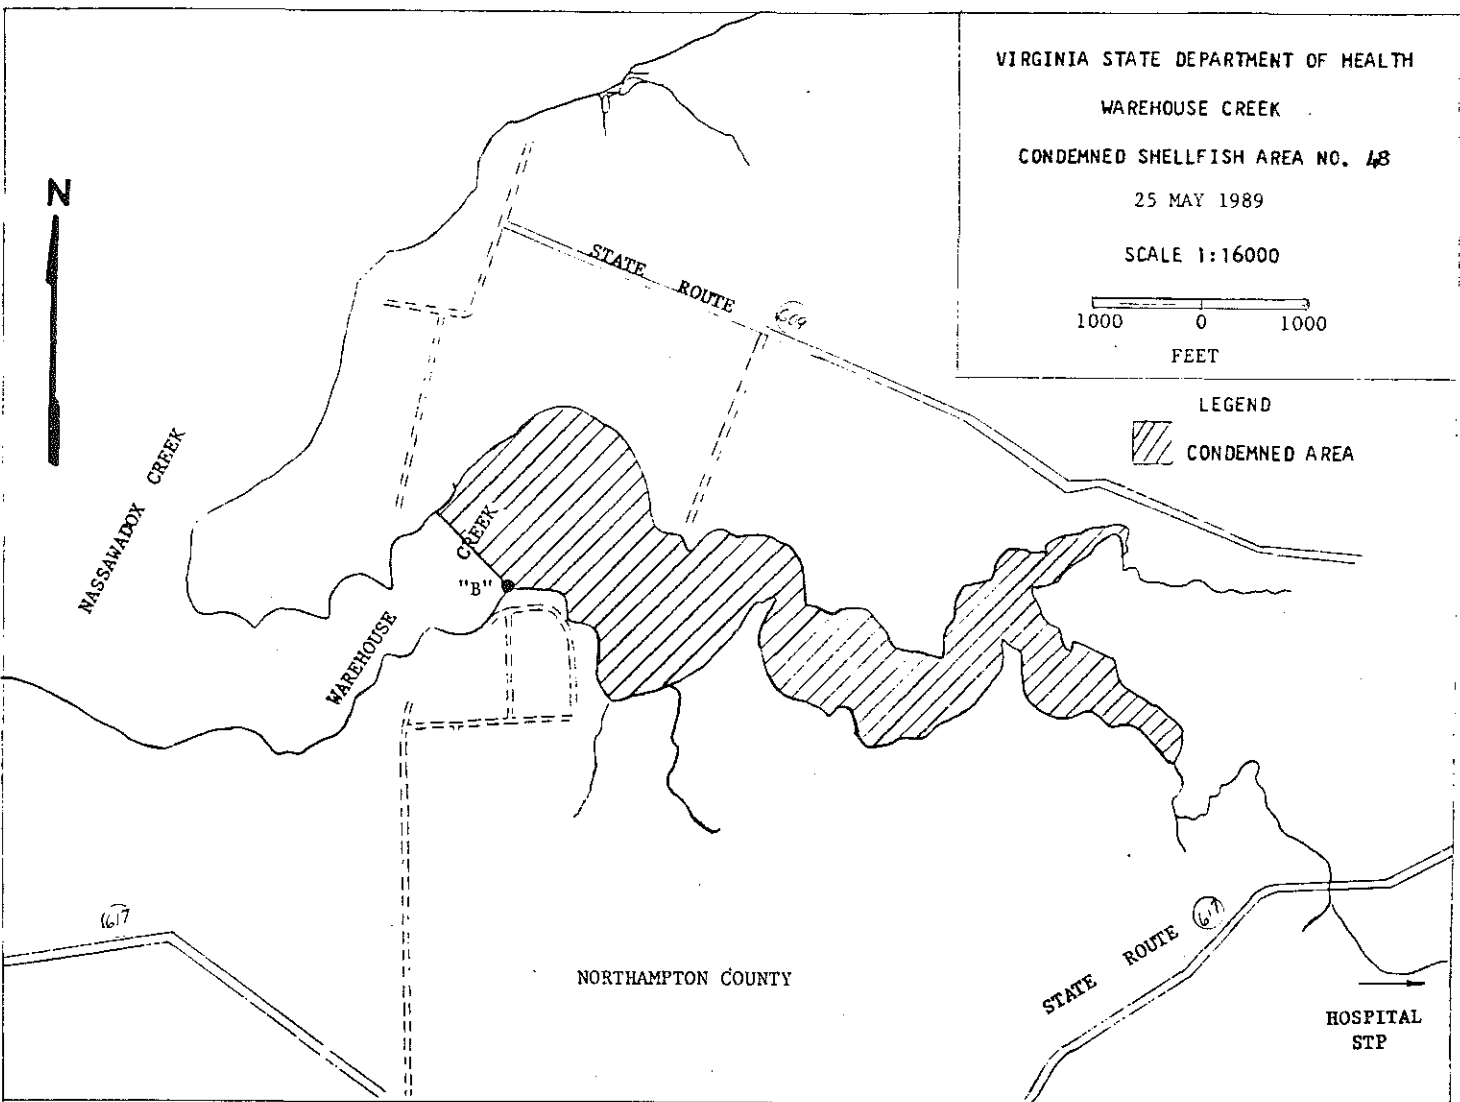 VIRGINIA STATE DEPARTMENT OF HEALTH
WAREHOUSE CREEK
CONDEMNED SHELLFISH AREA NO. 48
25 MAY 1989
SCALE 1:16000
1000 0 1000
FEET
LEGEND
CONDEMNED AREA
N
STATE ROUTE
609
NASSAWADOX CREEK
WAREHOUSE CREEK
"B"
617
NORTHAMPTON COUNTY
STATE ROUTE 617
HOSPITAL
STP